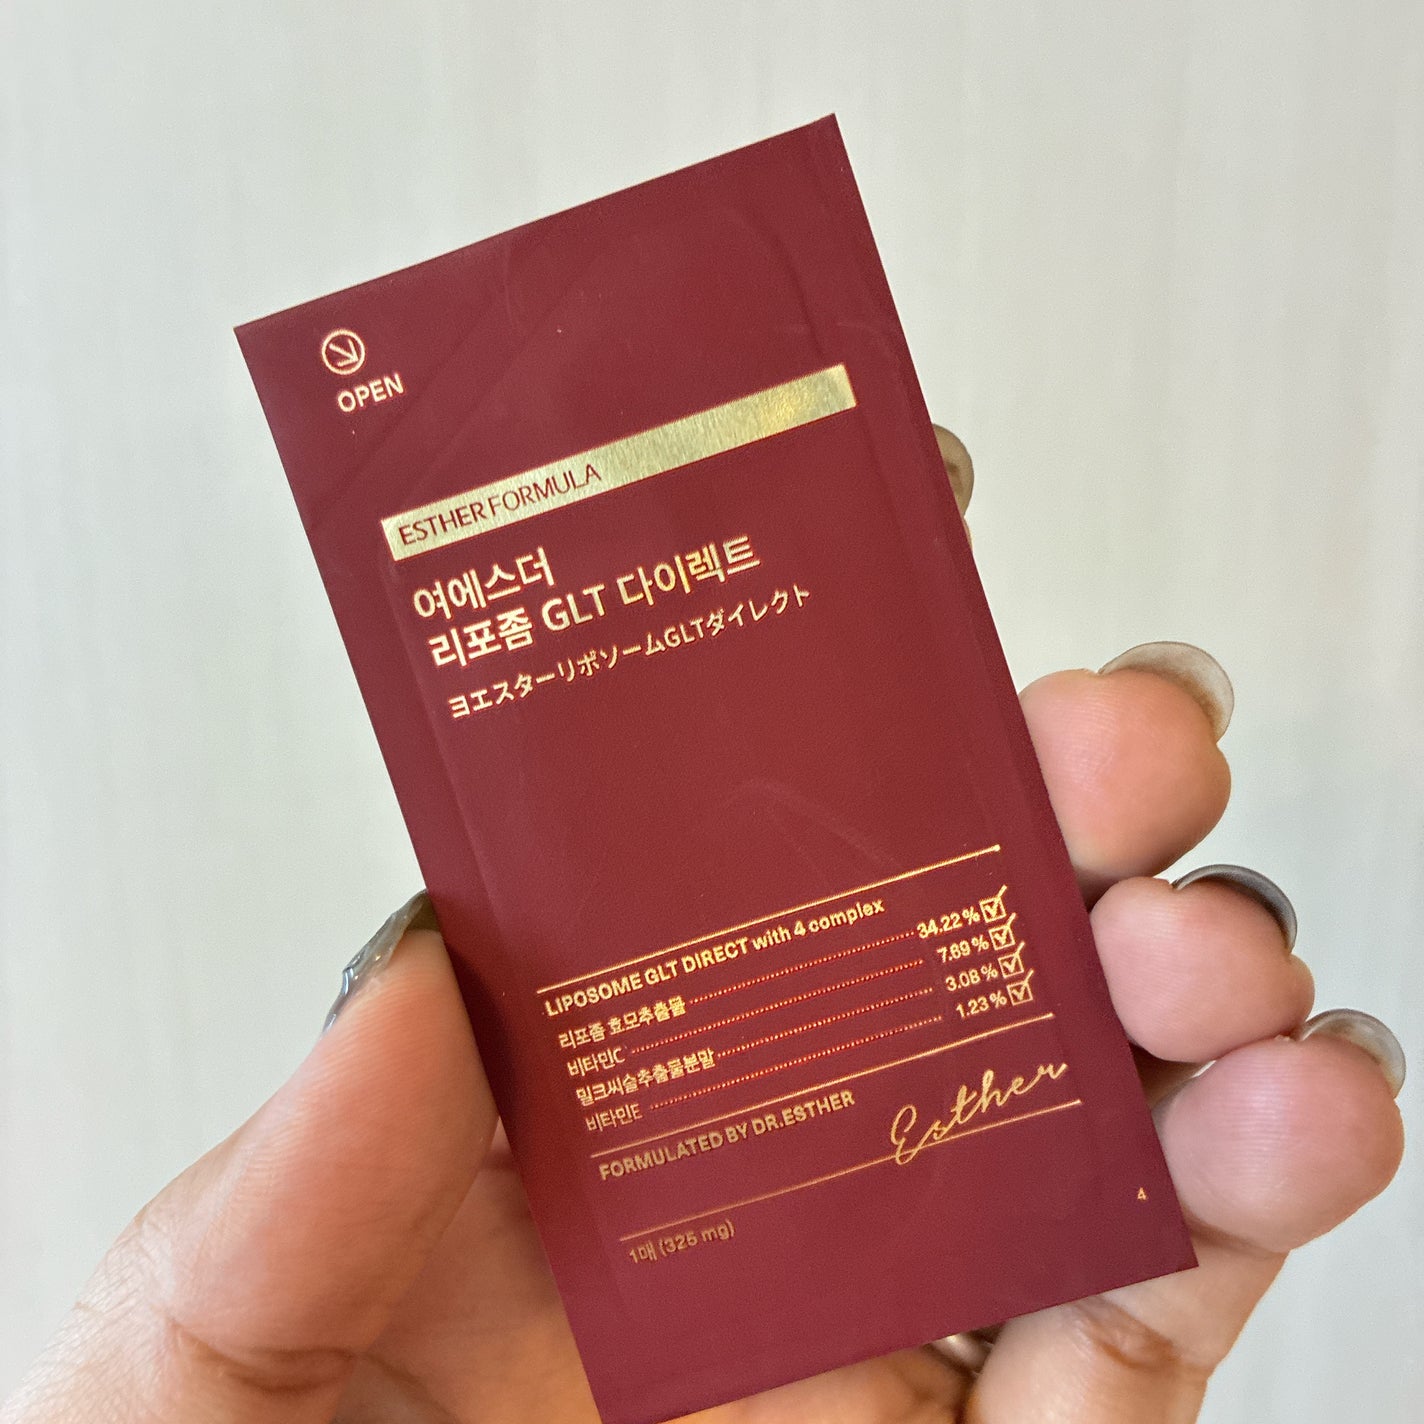 OPEN
ESTHER FORMULA
여에스더
리포좀 GLT 다이렉트
ヨエスターリポソームGLTダイレクト
LIPOSOME GLT DIRECT with 4 complex
리포좀 효모추출물 34.22 %
비타민C 7.69 %
밀크씨슬추출물분말 3.08 %
비타민E 1.23 %
FORMULATED BY DR.ESTHER
Esther
1매 (325 mg)
4